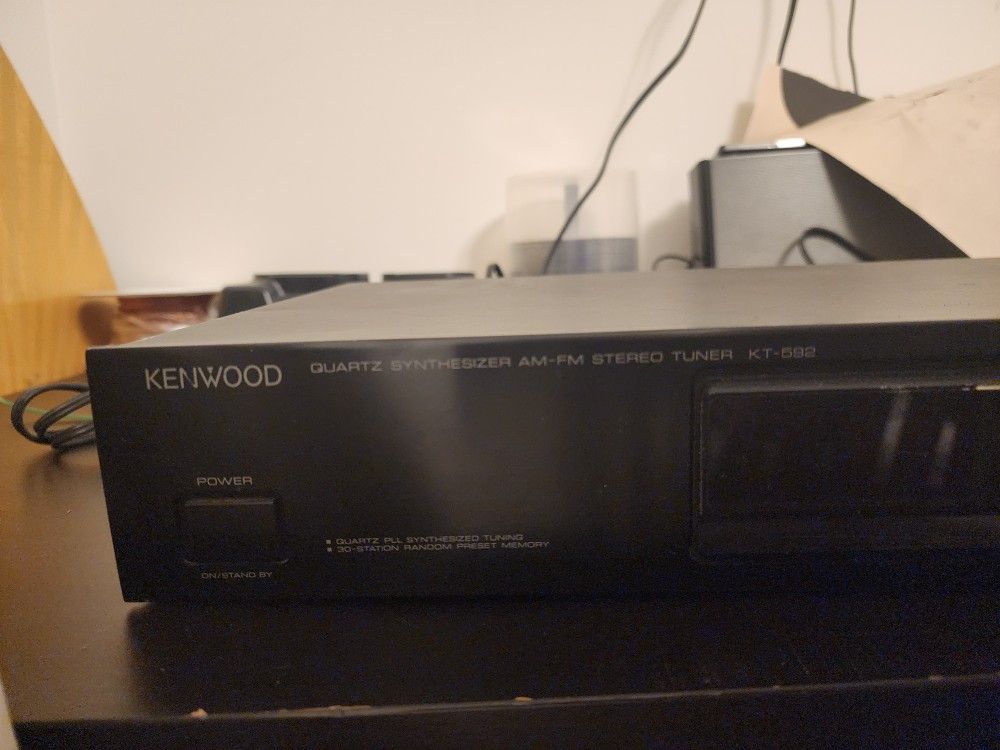 KENWOOD QUARTZ SYNTHESIZER AM-FM STEREO TUNER KT-592
POWER
ON/STAND BY
▪ QUARTZ PLL SYNTHESIZED TUNING
▪ 30-STATION RANDOM PRESET MEMORY